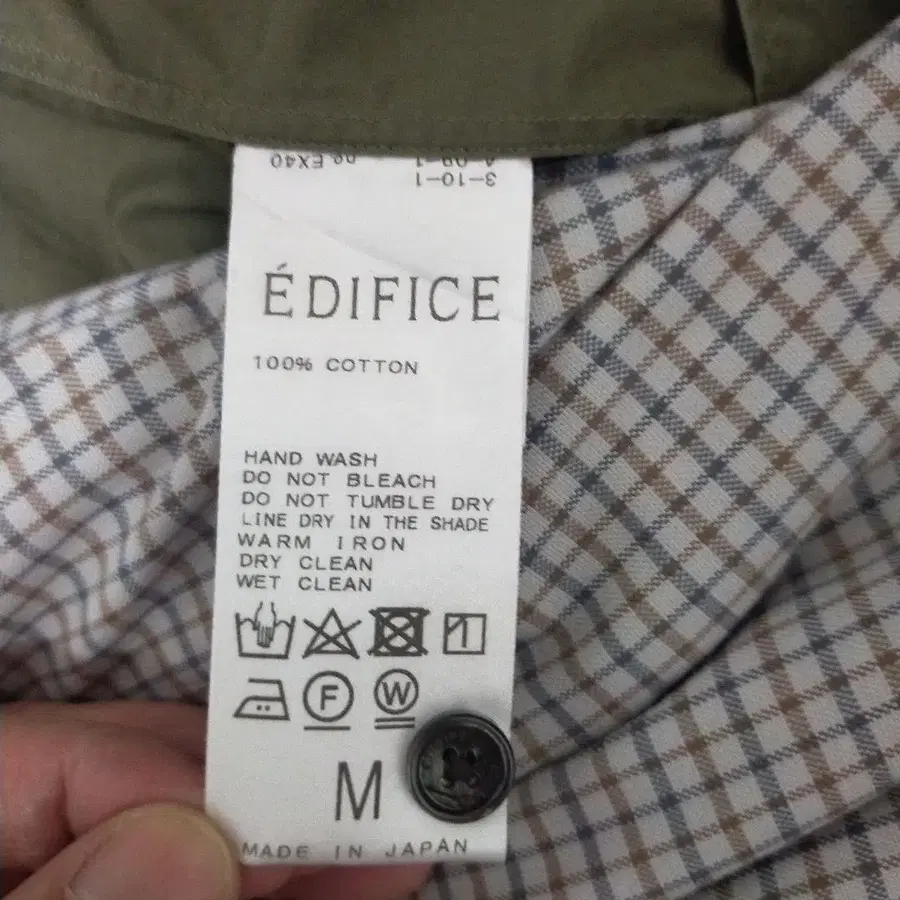 3-10-1
ÉDIFICE
100% COTTON
HAND WASH
DO NOT BLEACH
DO NOT TUMBLE DRY
LINE DRY IN THE SHADE
WARM IRON
DRY CLEAN
WET CLEAN
F
W
M
MADE IN JAPAN